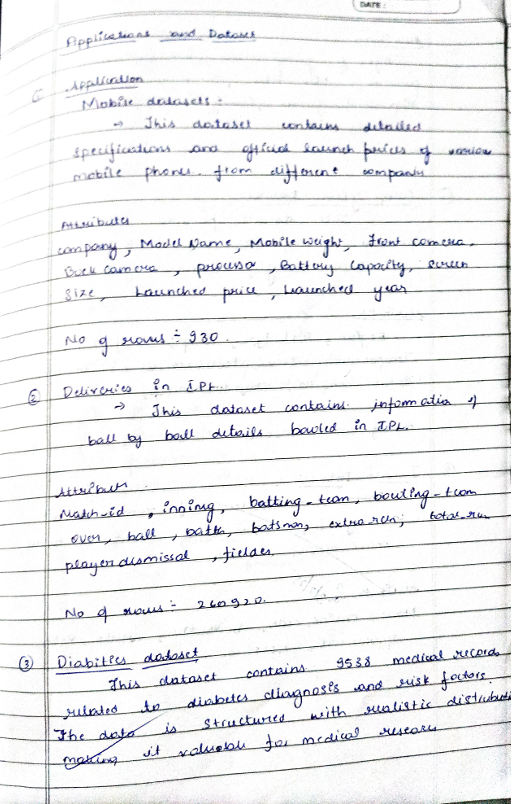 DATE :
Applications and Dataset
① Application
Mobile datasets :
→ This dataset contains detailed
specifications and official launch prices of various
mobile phones from different company
Attributes
company, Model Name, Mobile weight, Front camera,
Back camera, processor, Battery capacity, screen
size, Launched price, Launched year
No of rows :- 930.
② Deliveries in IPL
→ This dataset contains information of
ball by ball details bowled in IPL.
Attributes
Match-id, inning, batting-team, bowling-team
over, ball, batter, batsman, extra run, total-run
player dismissal, fielder
No of rows :- 260920.
③ Diabities dataset
This dataset contains 9538 medical records
related to diabetes diagnosis and risk factors.
The data is structured with realistic distributi
making it valuable for medical research